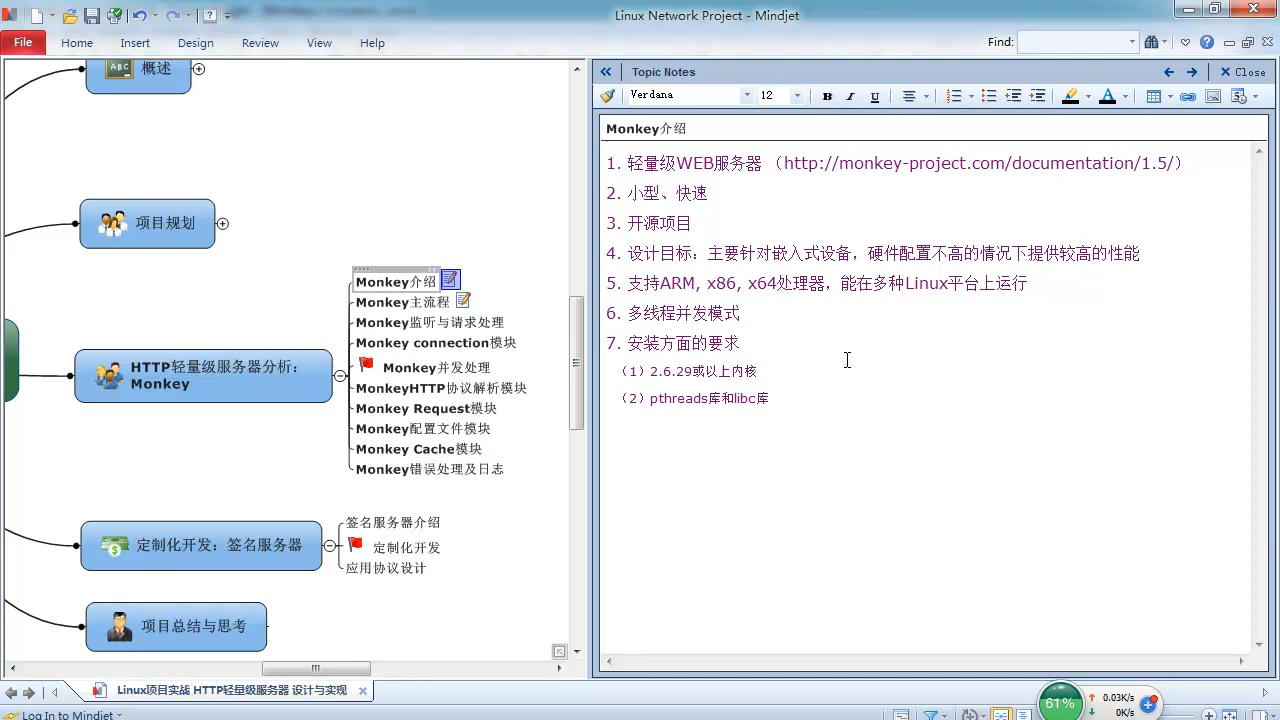 Linux Network Project - Mindjet
File Home Insert Design Review View Help Find:
ABC 概述
项目规划
HTTP轻量级服务器分析：
Monkey
Monkey介绍
Monkey主流程
Monkey监听与请求处理
Monkey connection模块
Monkey并发处理
MonkeyHTTP协议解析模块
Monkey Request模块
Monkey配置文件模块
Monkey Cache模块
Monkey错误处理及日志
定制化开发：签名服务器
签名服务器介绍
定制化开发
应用协议设计
项目总结与思考
Topic Notes Close
Verdana 12 B I U A
Monkey介绍
1. 轻量级WEB服务器 （http://monkey-project.com/documentation/1.5/）
2. 小型、快速
3. 开源项目
4. 设计目标：主要针对嵌入式设备，硬件配置不高的情况下提供较高的性能
5. 支持ARM, x86, x64处理器，能在多种Linux平台上运行
6. 多线程并发模式
7. 安装方面的要求
（1）2.6.29或以上内核
（2）pthreads库和libc库
Linux项目实战 HTTP轻量级服务器 设计与实现
Log In to Mindjet
61% 0.03K/s
0K/s